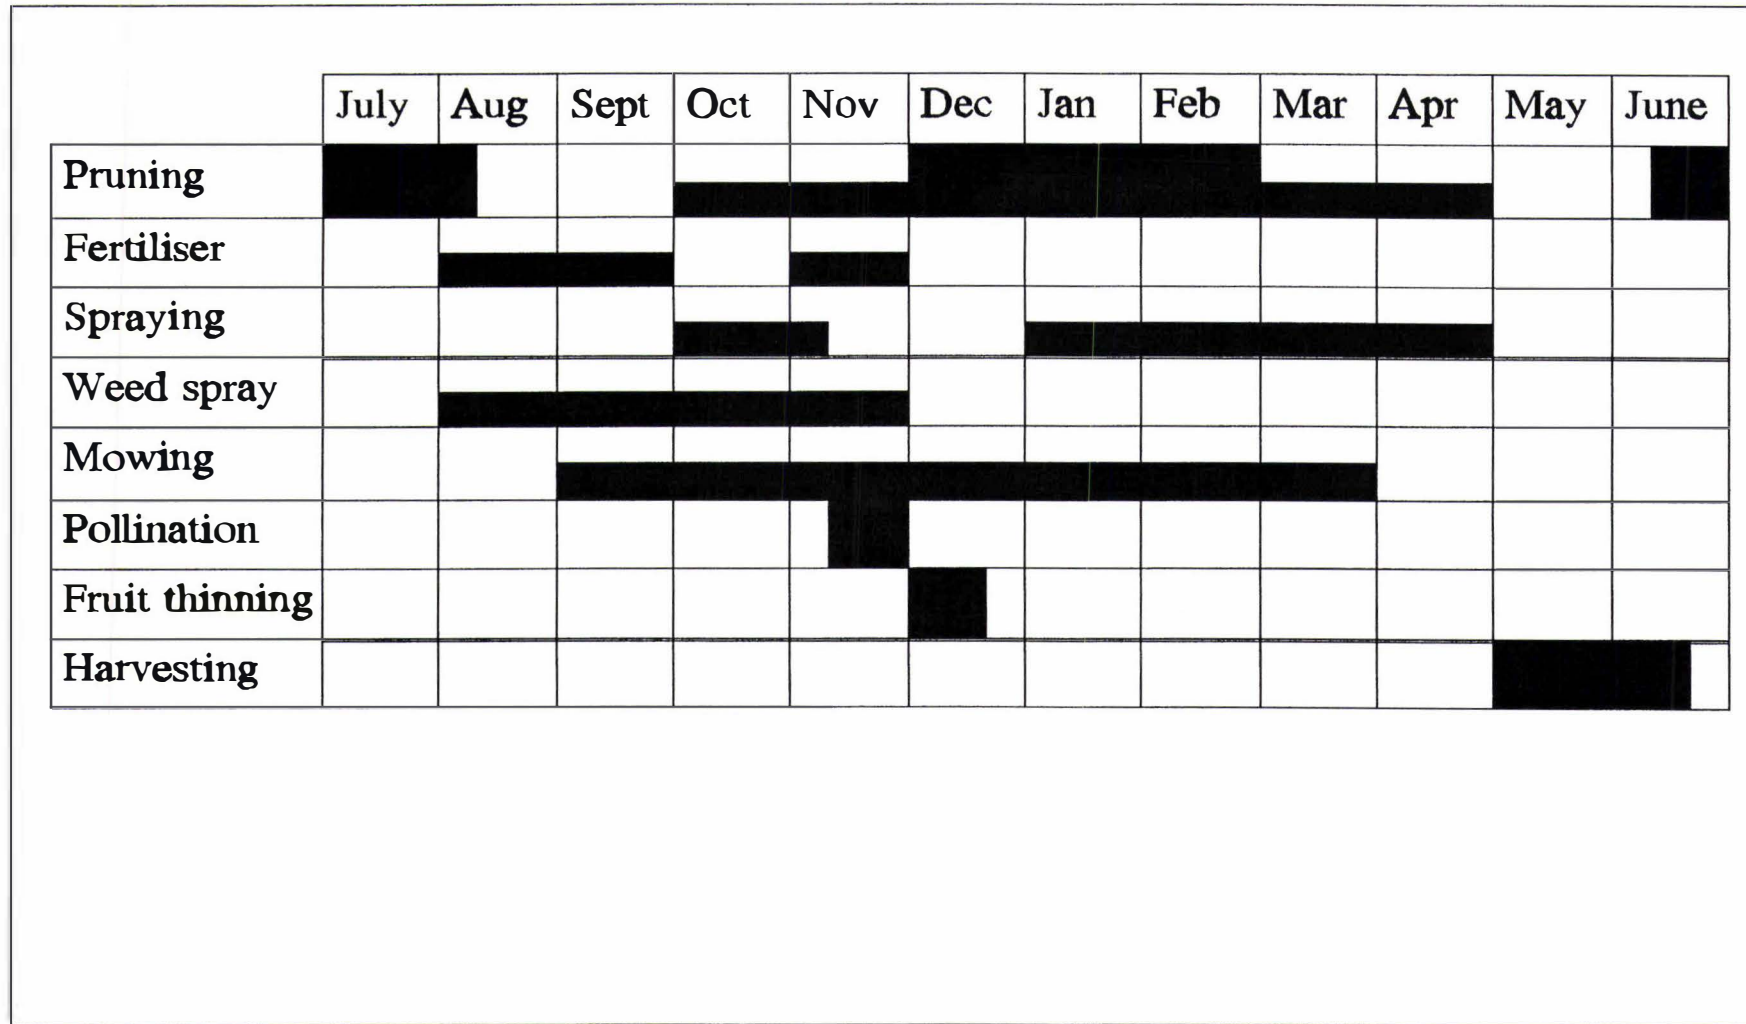 July Aug Sept Oct Nov Dec Jan Feb Mar Apr May June
Pruning
Fertiliser
Spraying
Weed spray
Mowing
Pollination
Fruit thinning
Harvesting